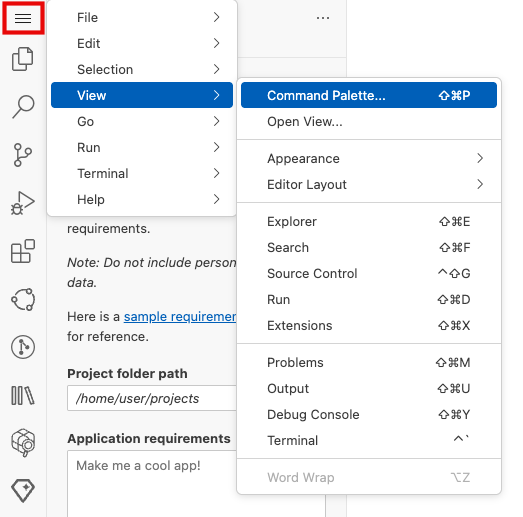 File
Edit
Selection
View
Go
Run
Terminal
Help
Command Palette... ⇧⌘P
Open View...
Appearance
Editor Layout
Explorer ⇧⌘E
Search ⇧⌘F
Source Control ⌃⇧G
Run ⇧⌘D
Extensions ⇧⌘X
Problems ⇧⌘M
Output ⇧⌘U
Debug Console ⇧⌘Y
Terminal ⌃`
Word Wrap ⌥Z
requirements.
Note: Do not include
data.
Here is a sample
for reference.
Project folder path
/home/user/projects
Application requirements
Make me a cool app!